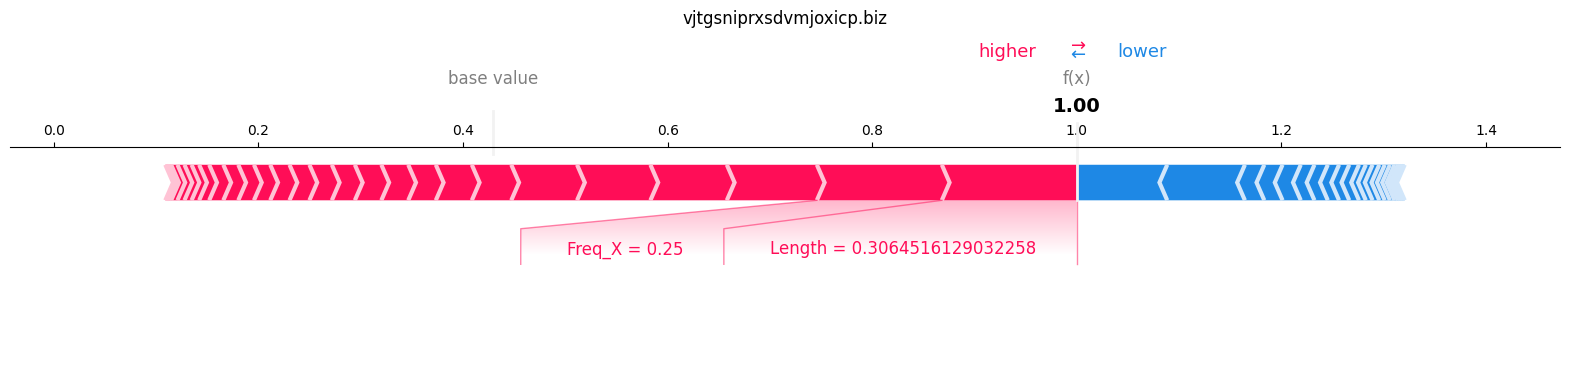 vjtgsniprxsdvmjoxicp.biz
higher ⇄ lower
base value f(x)
1.00
0.0 0.2 0.4 0.6 0.8 1.0 1.2 1.4
Freq_X = 0.25 Length = 0.3064516129032258